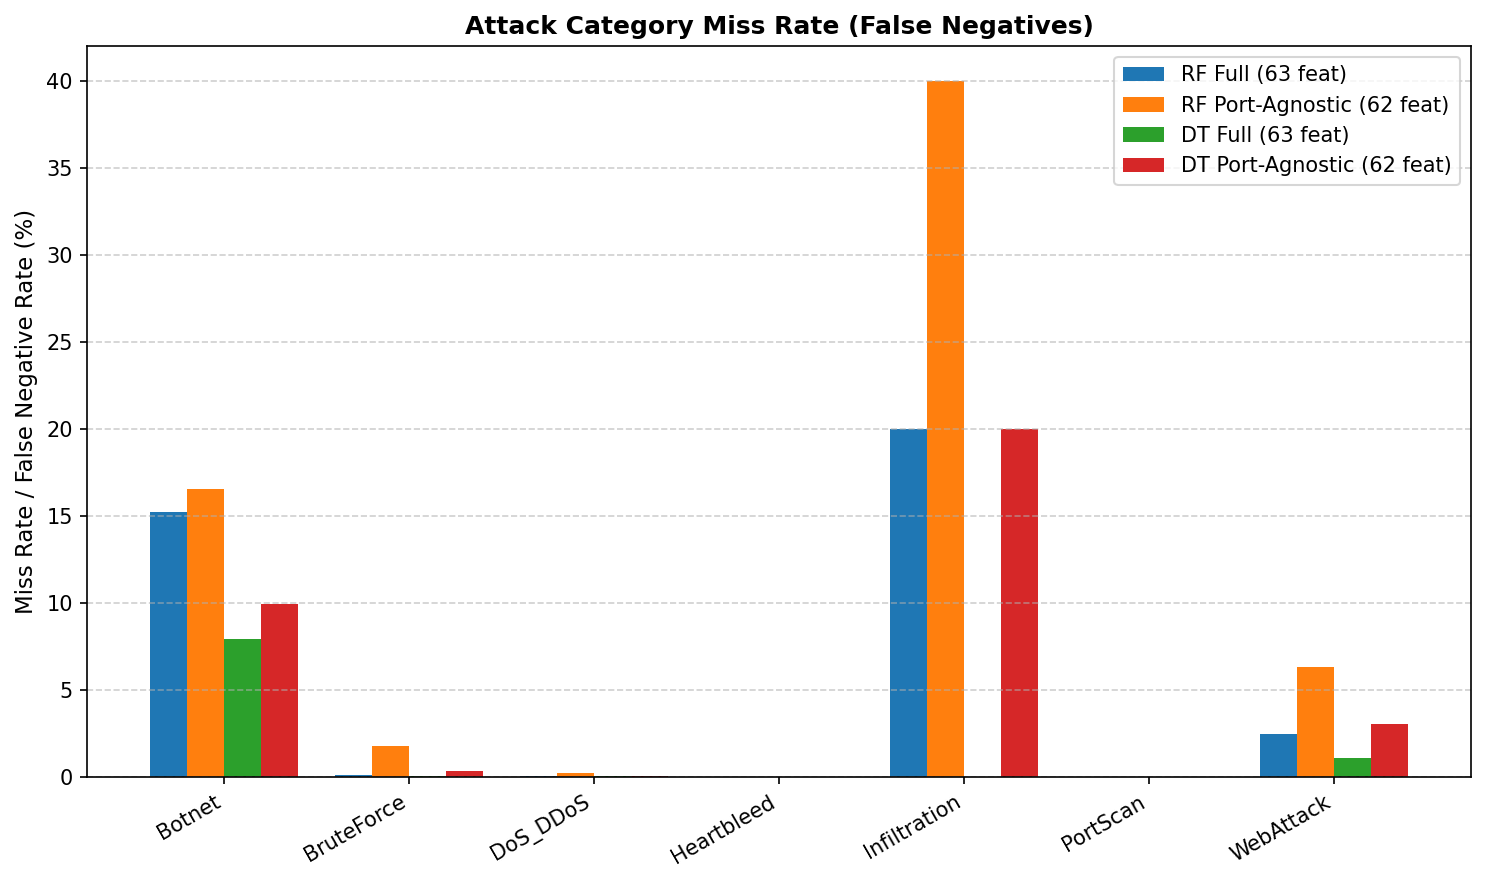 Attack Category Miss Rate (False Negatives)
RF Full (63 feat)
RF Port-Agnostic (62 feat)
DT Full (63 feat)
DT Port-Agnostic (62 feat)
Miss Rate / False Negative Rate (%)
40
35
30
25
20
15
10
5
0
Botnet
BruteForce
DoS_DDoS
Heartbleed
Infiltration
PortScan
WebAttack